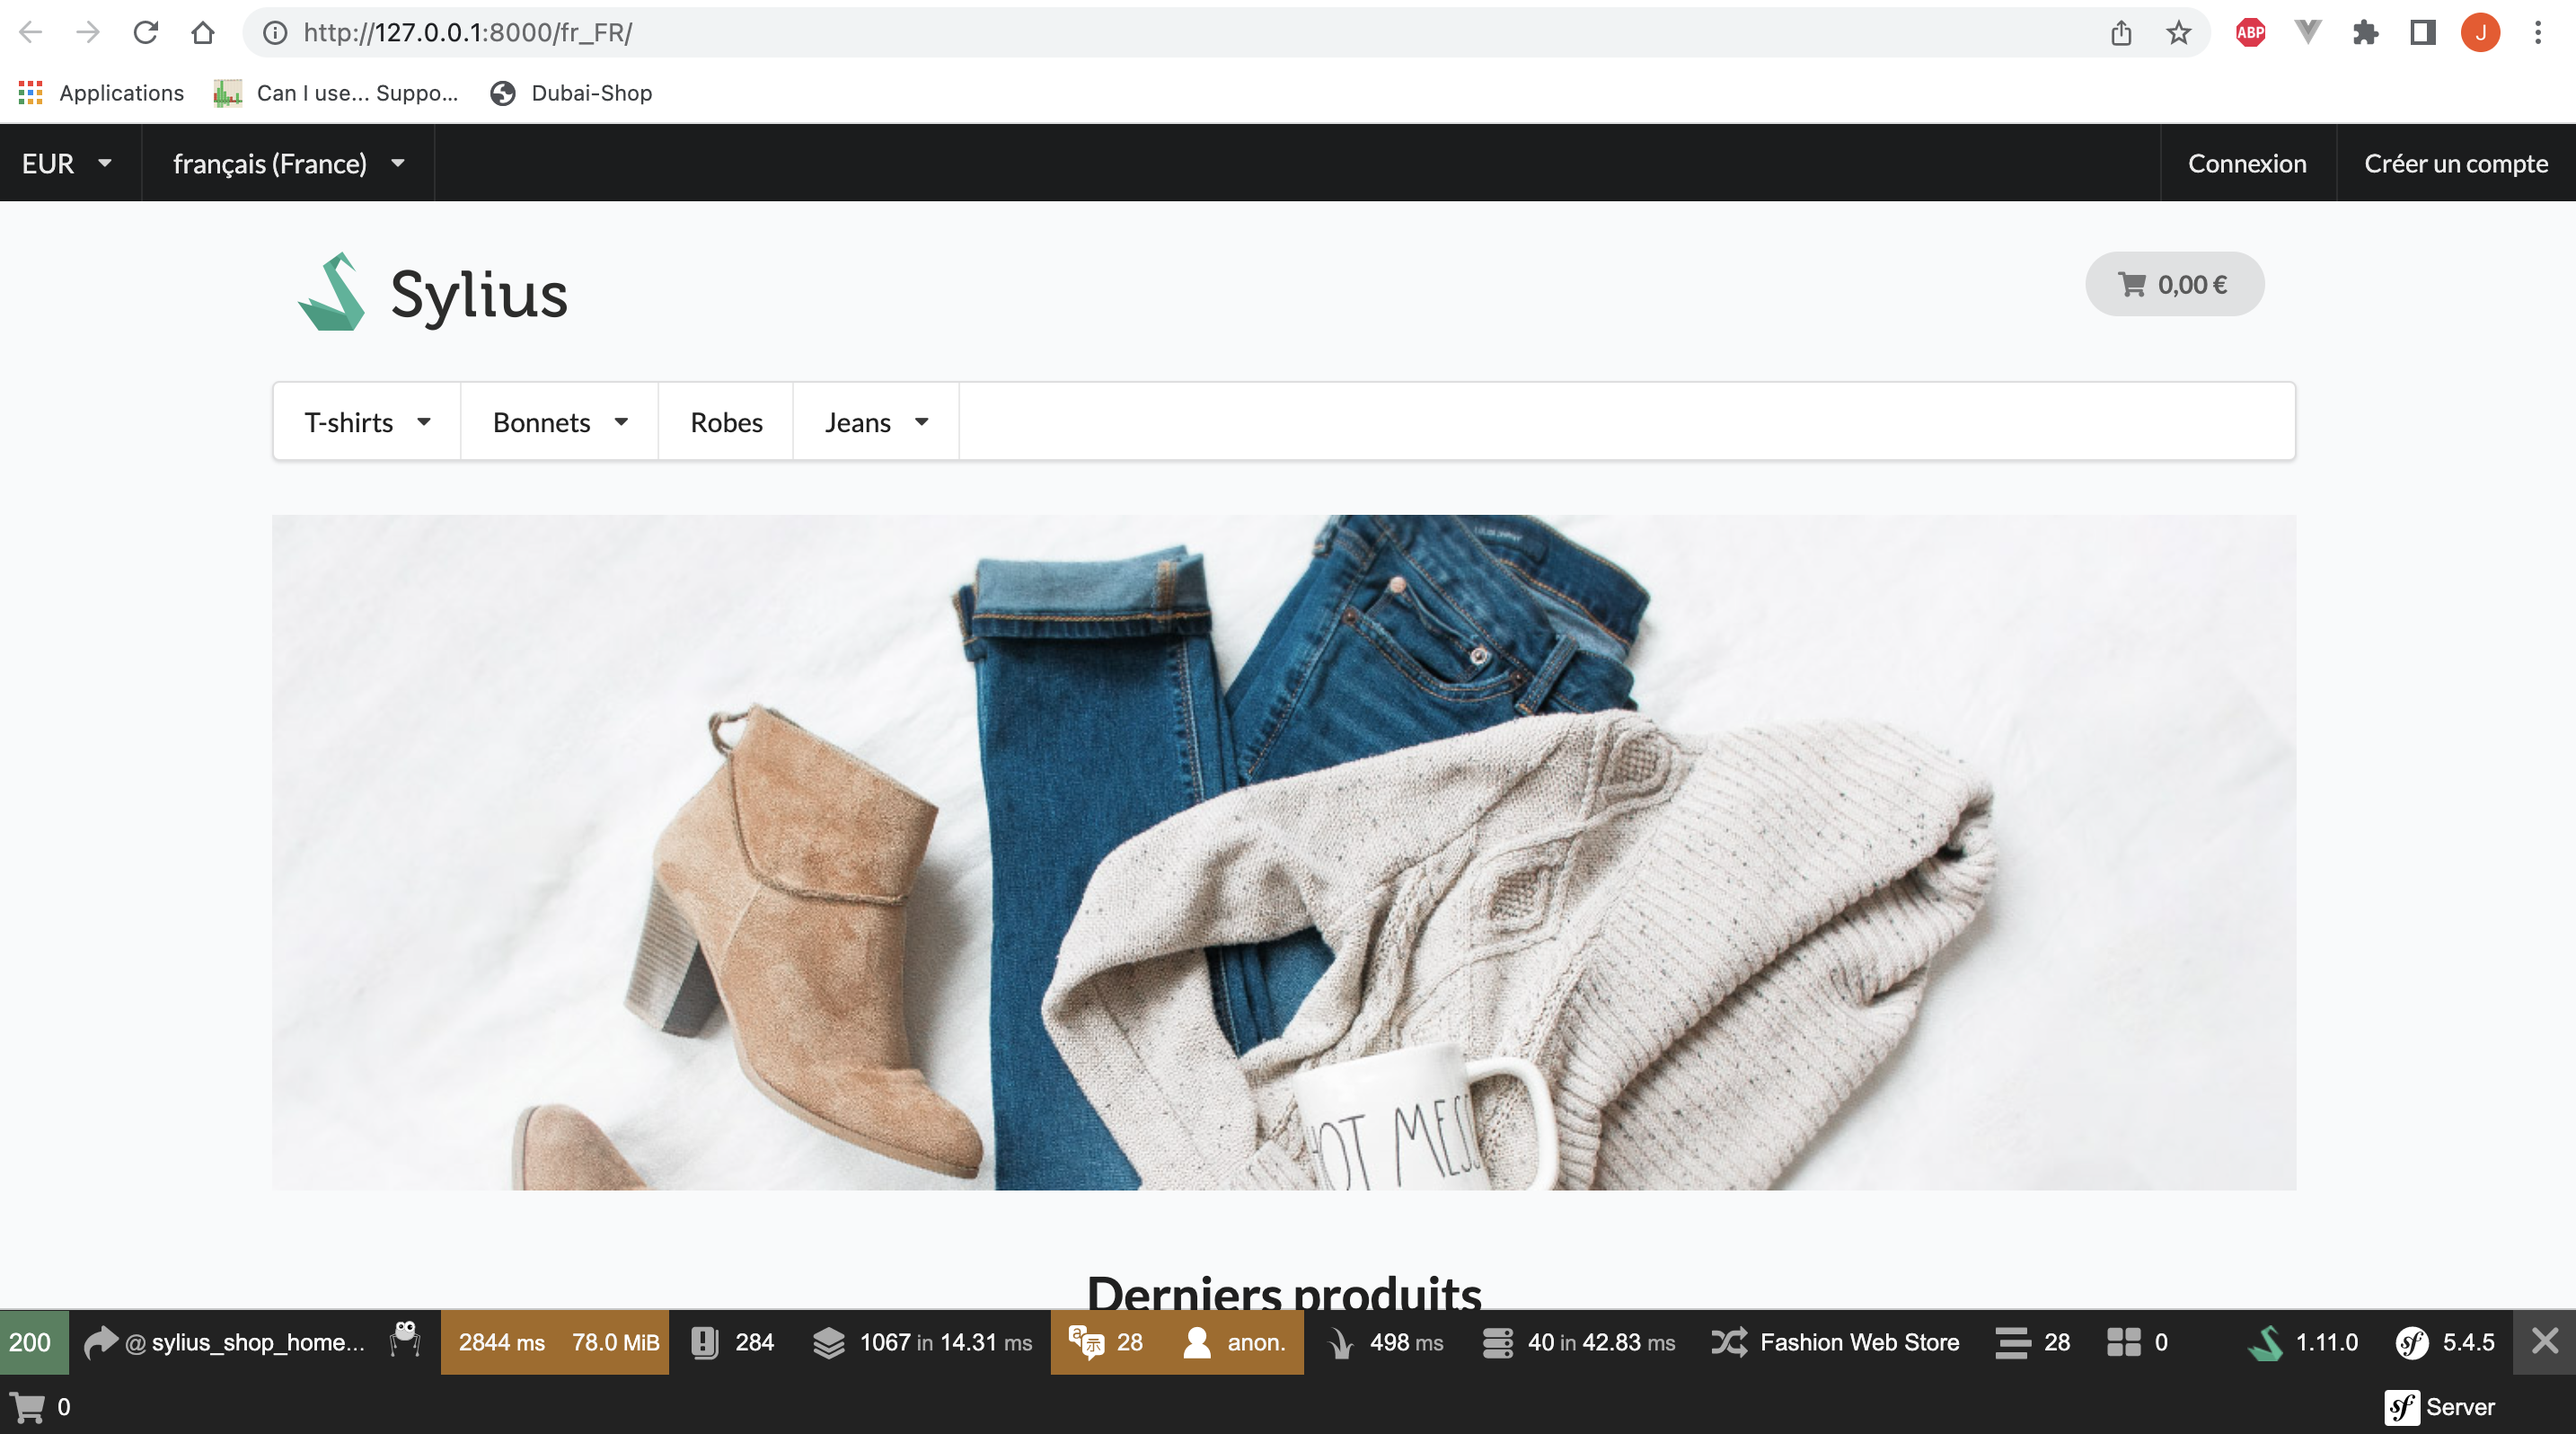 http://127.0.0.1:8000/fr_FR/
ABP
J
Applications
Can I use... Suppo...
Dubai-Shop
EUR
français (France)
Connexion
Créer un compte
Sylius
0,00 €
T-shirts
Bonnets
Robes
Jeans
HOT MESS
Derniers produits
200 @ sylius_shop_home... 2844 ms 78.0 MiB 284 1067 in 14.31 ms 28 anon. 498 ms 40 in 42.83 ms Fashion Web Store 28 0 1.11.0 sf 5.4.5
0 sf Server